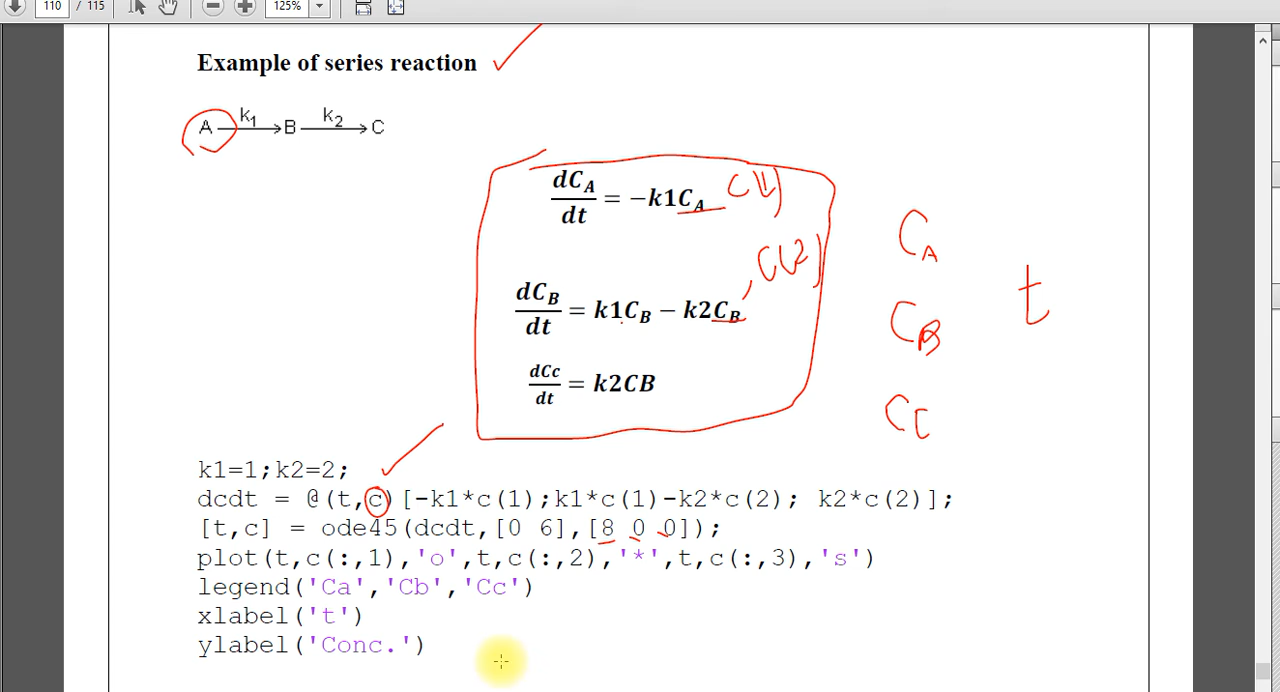 110 / 115 125%
Example of series reaction
A k1 B k2 C
dCA/dt = −k1CA C(1)
dCB/dt = k1CB − k2CB C(2)
dCc/dt = k2CB
CA
CB
CC
t
k1=1;k2=2;
dcdt = @(t,c)[-k1*c(1);k1*c(1)-k2*c(2); k2*c(2)];
[t,c] = ode45(dcdt,[0 6],[8 0 0]);
plot(t,c(:,1),'o',t,c(:,2),'*',t,c(:,3),'s')
legend('Ca','Cb','Cc')
xlabel('t')
ylabel('Conc.')